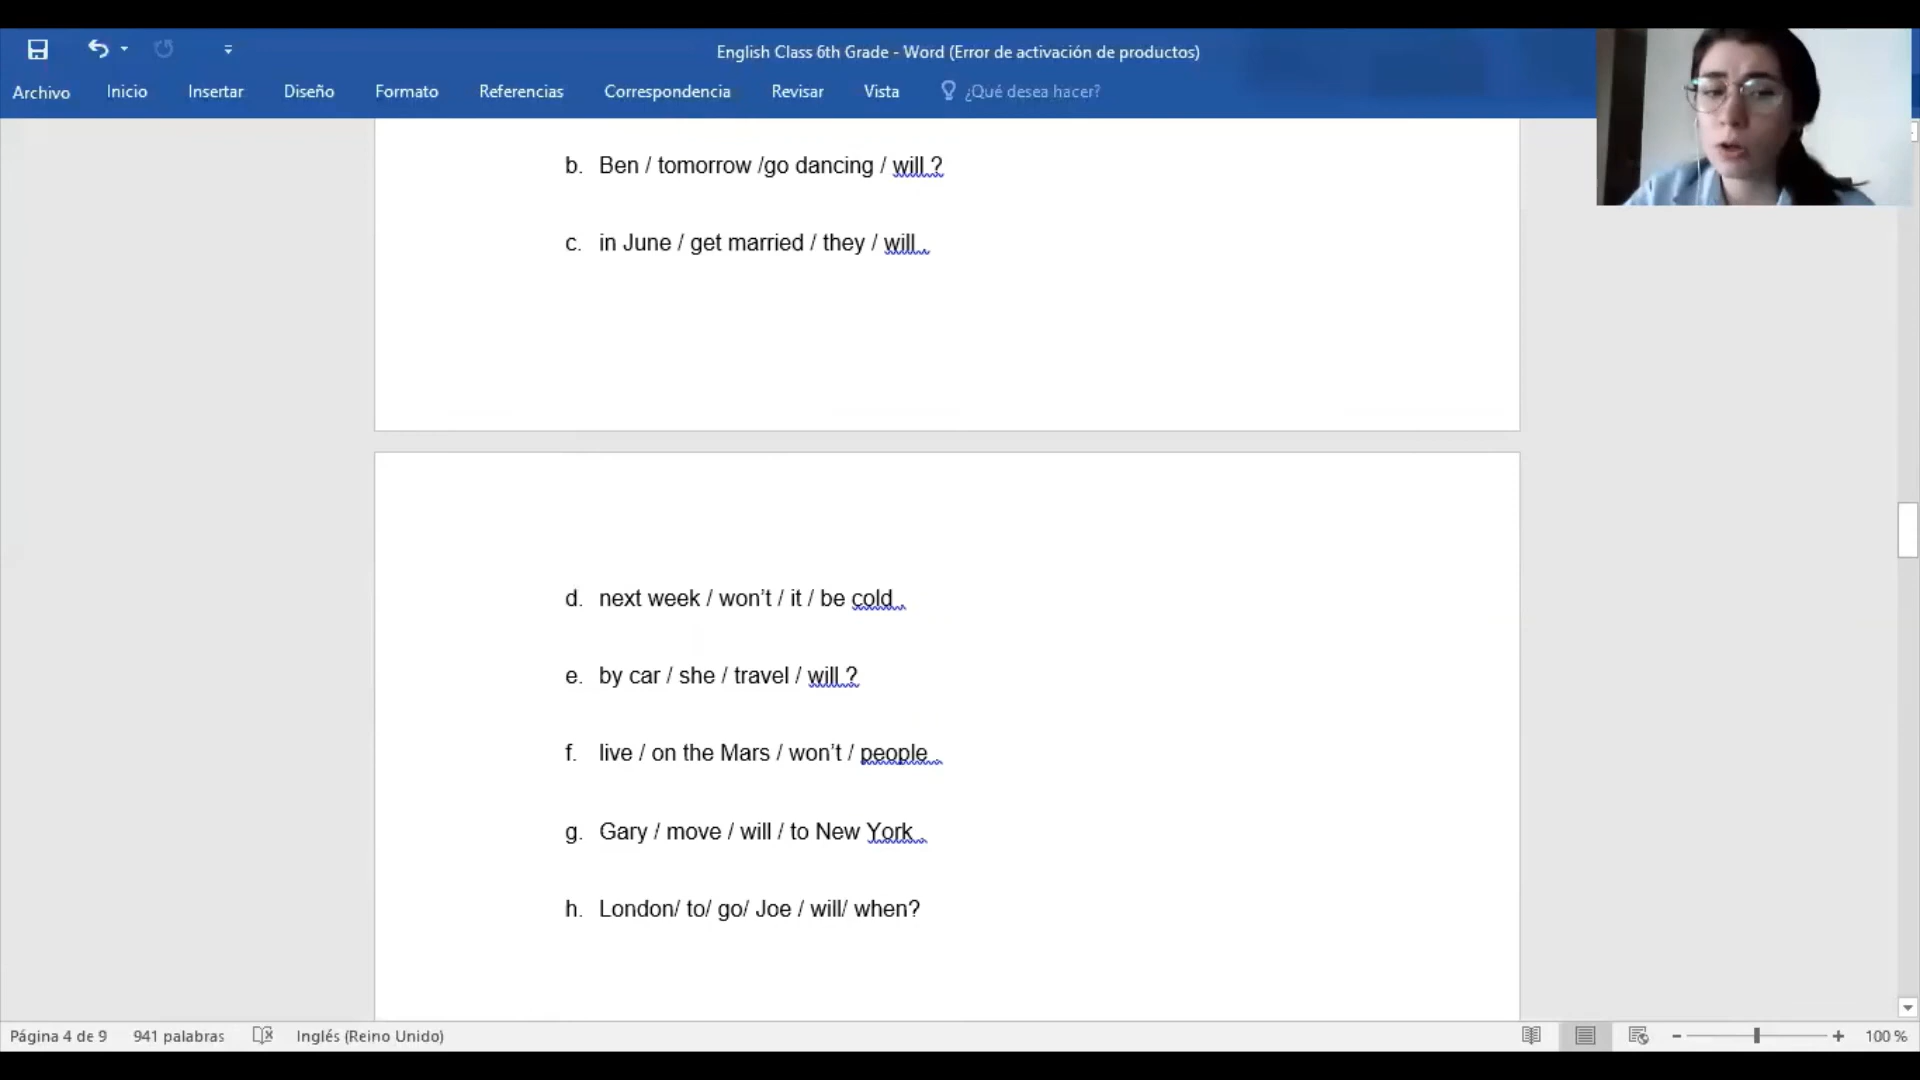 English Class 6th Grade - Word (Error de activación de productos)
Archivo Inicio Insertar Diseño Formato Referencias Correspondencia Revisar Vista ¿Qué desea hacer?
b. Ben / tomorrow /go dancing / will ?
c. in June / get married / they / will .
d. next week / won’t / it / be cold .
e. by car / she / travel / will ?
f. live / on the Mars / won’t / people .
g. Gary / move / will / to New York .
h. London/ to/ go/ Joe / will/ when?
Página 4 de 9 941 palabras Inglés (Reino Unido) 100 %